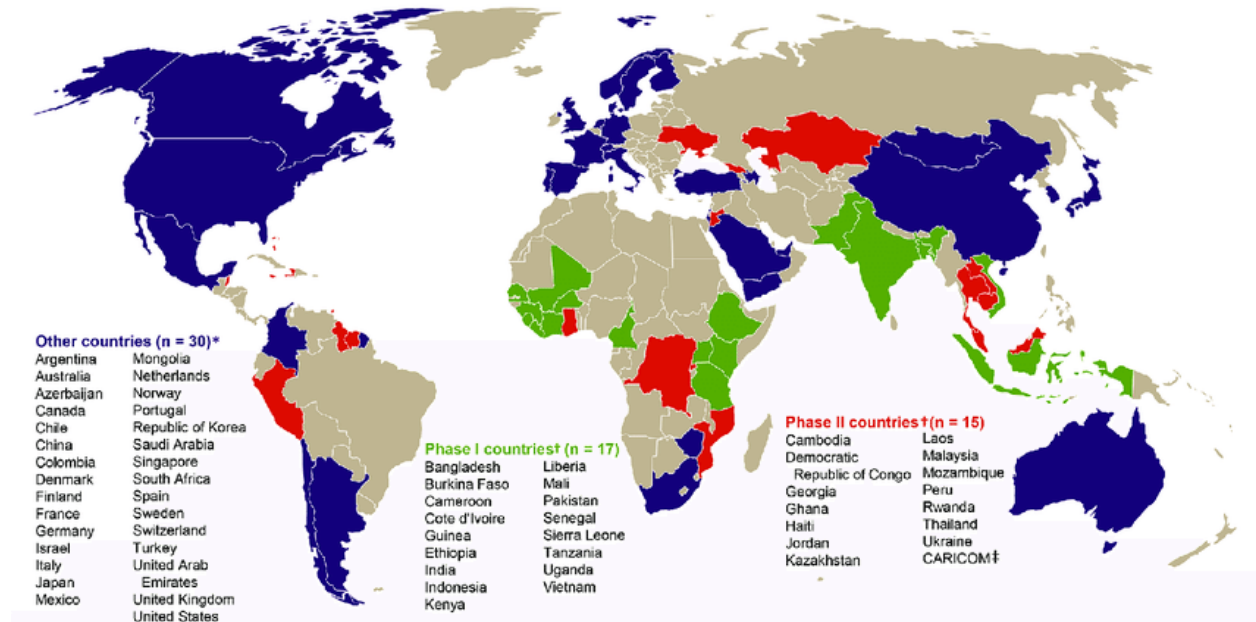 Other countries (n = 30)*
Argentina
Australia
Azerbaijan
Canada
Chile
China
Colombia
Denmark
Finland
France
Germany
Israel
Italy
Japan
Mexico
Mongolia
Netherlands
Norway
Portugal
Republic of Korea
Saudi Arabia
Singapore
South Africa
Spain
Sweden
Switzerland
Turkey
United Arab
Emirates
United Kingdom
United States
Phase I countries† (n = 17)
Bangladesh
Burkina Faso
Cameroon
Cote d'Ivoire
Guinea
Ethiopia
India
Indonesia
Kenya
Liberia
Mali
Pakistan
Senegal
Sierra Leone
Tanzania
Uganda
Vietnam
Phase II countries†(n = 15)
Cambodia
Democratic
Republic of Congo
Georgia
Ghana
Haiti
Jordan
Kazakhstan
Laos
Malaysia
Mozambique
Peru
Rwanda
Thailand
Ukraine
CARICOM‡